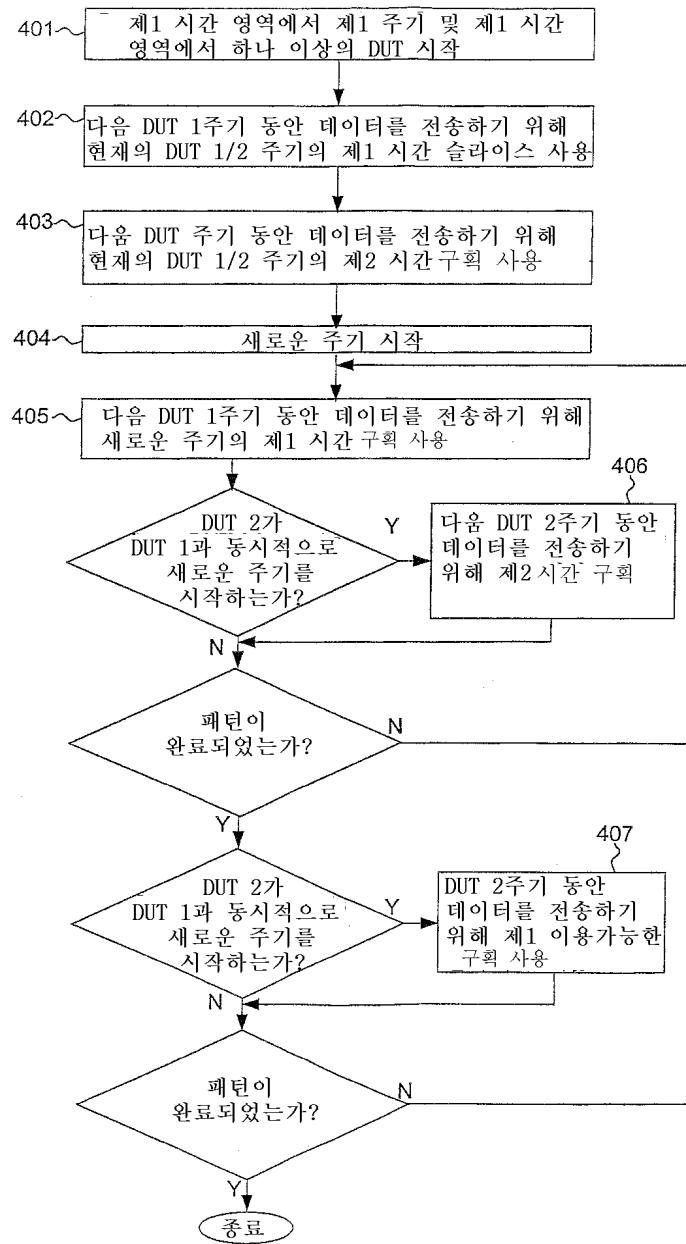 401
제1 시간 영역에서 제1 주기 및 제1 시간
영역에서 하나 이상의 DUT 시작
402
다음 DUT 1주기 동안 데이터를 전송하기 위해
현재의 DUT 1/2 주기의 제1 시간 슬라이스 사용
403
다움 DUT 주기 동안 데이터를 전송하기 위해
현재의 DUT 1/2 주기의 제2 시간 구획 사용
404
새로운 주기 시작
405
다음 DUT 1주기 동안 데이터를 전송하기 위해
새로운 주기의 제1 시간 구획 사용
DUT 2가
DUT 1과 동시적으로
새로운 주기를
시작하는가?
Y
N
406
다움 DUT 2주기 동안
데이터를 전송하기
위해 제2 시간 구획
패턴이
완료되었는가?
N
Y
DUT 2가
DUT 1과 동시적으로
새로운 주기를
시작하는가?
Y
N
407
DUT 2주기 동안
데이터를 전송하기
위해 제1 이용가능한
구획 사용
패턴이
완료되었는가?
N
Y
종료